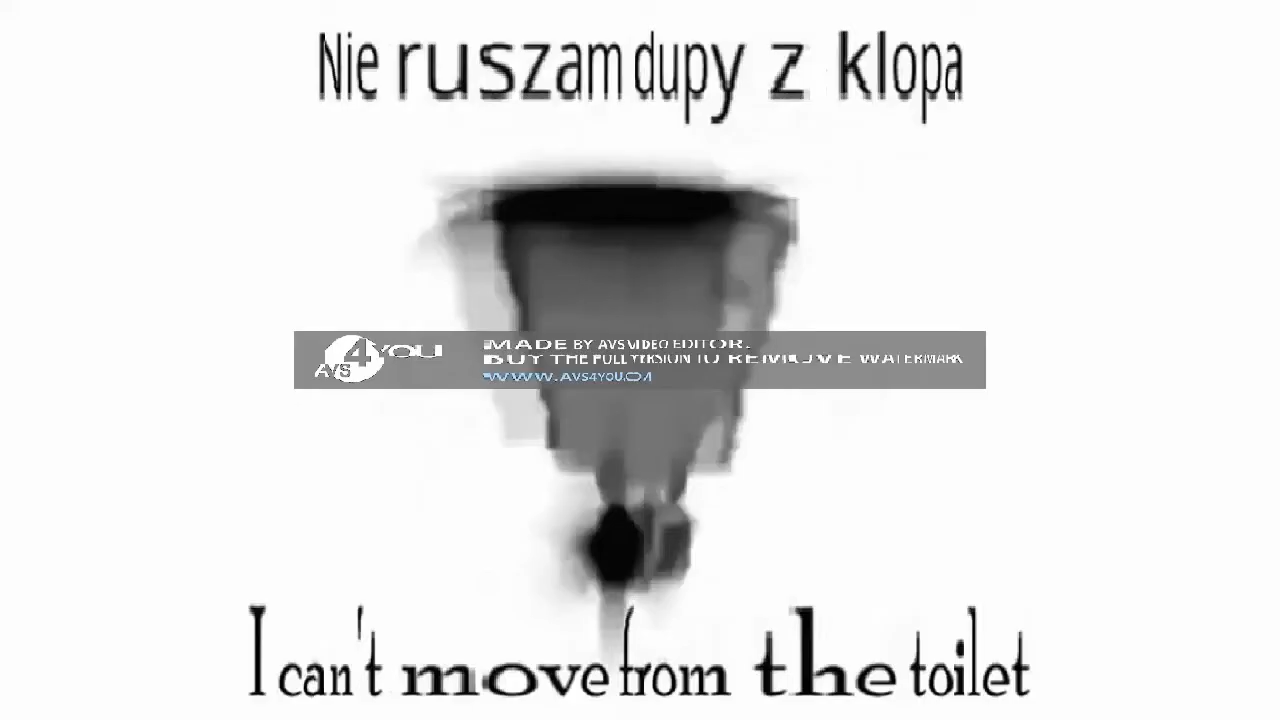 Nie ruszam dupy z klopa
AVS4YOU
MADE BY AVS VIDEO EDITOR.
BUY THE FULL VERSION TO REMOVE WATERMARK
WWW.AVS4YOU.COM
I can't move from the toilet